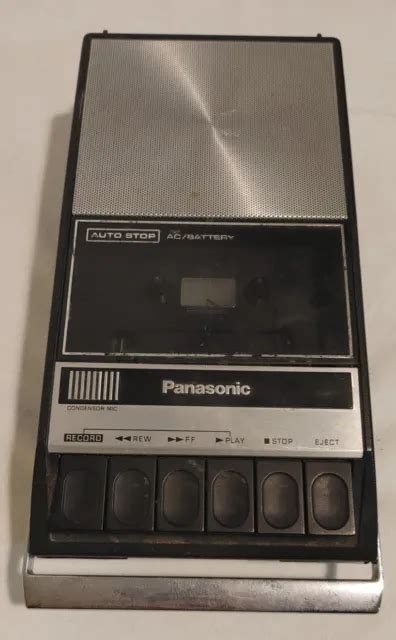 AUTO STOP AC/BATTERY
Panasonic
CONDENSOR MIC
RECORD ◀◀ REW ▶▶ FF ▶ PLAY ■ STOP EJECT